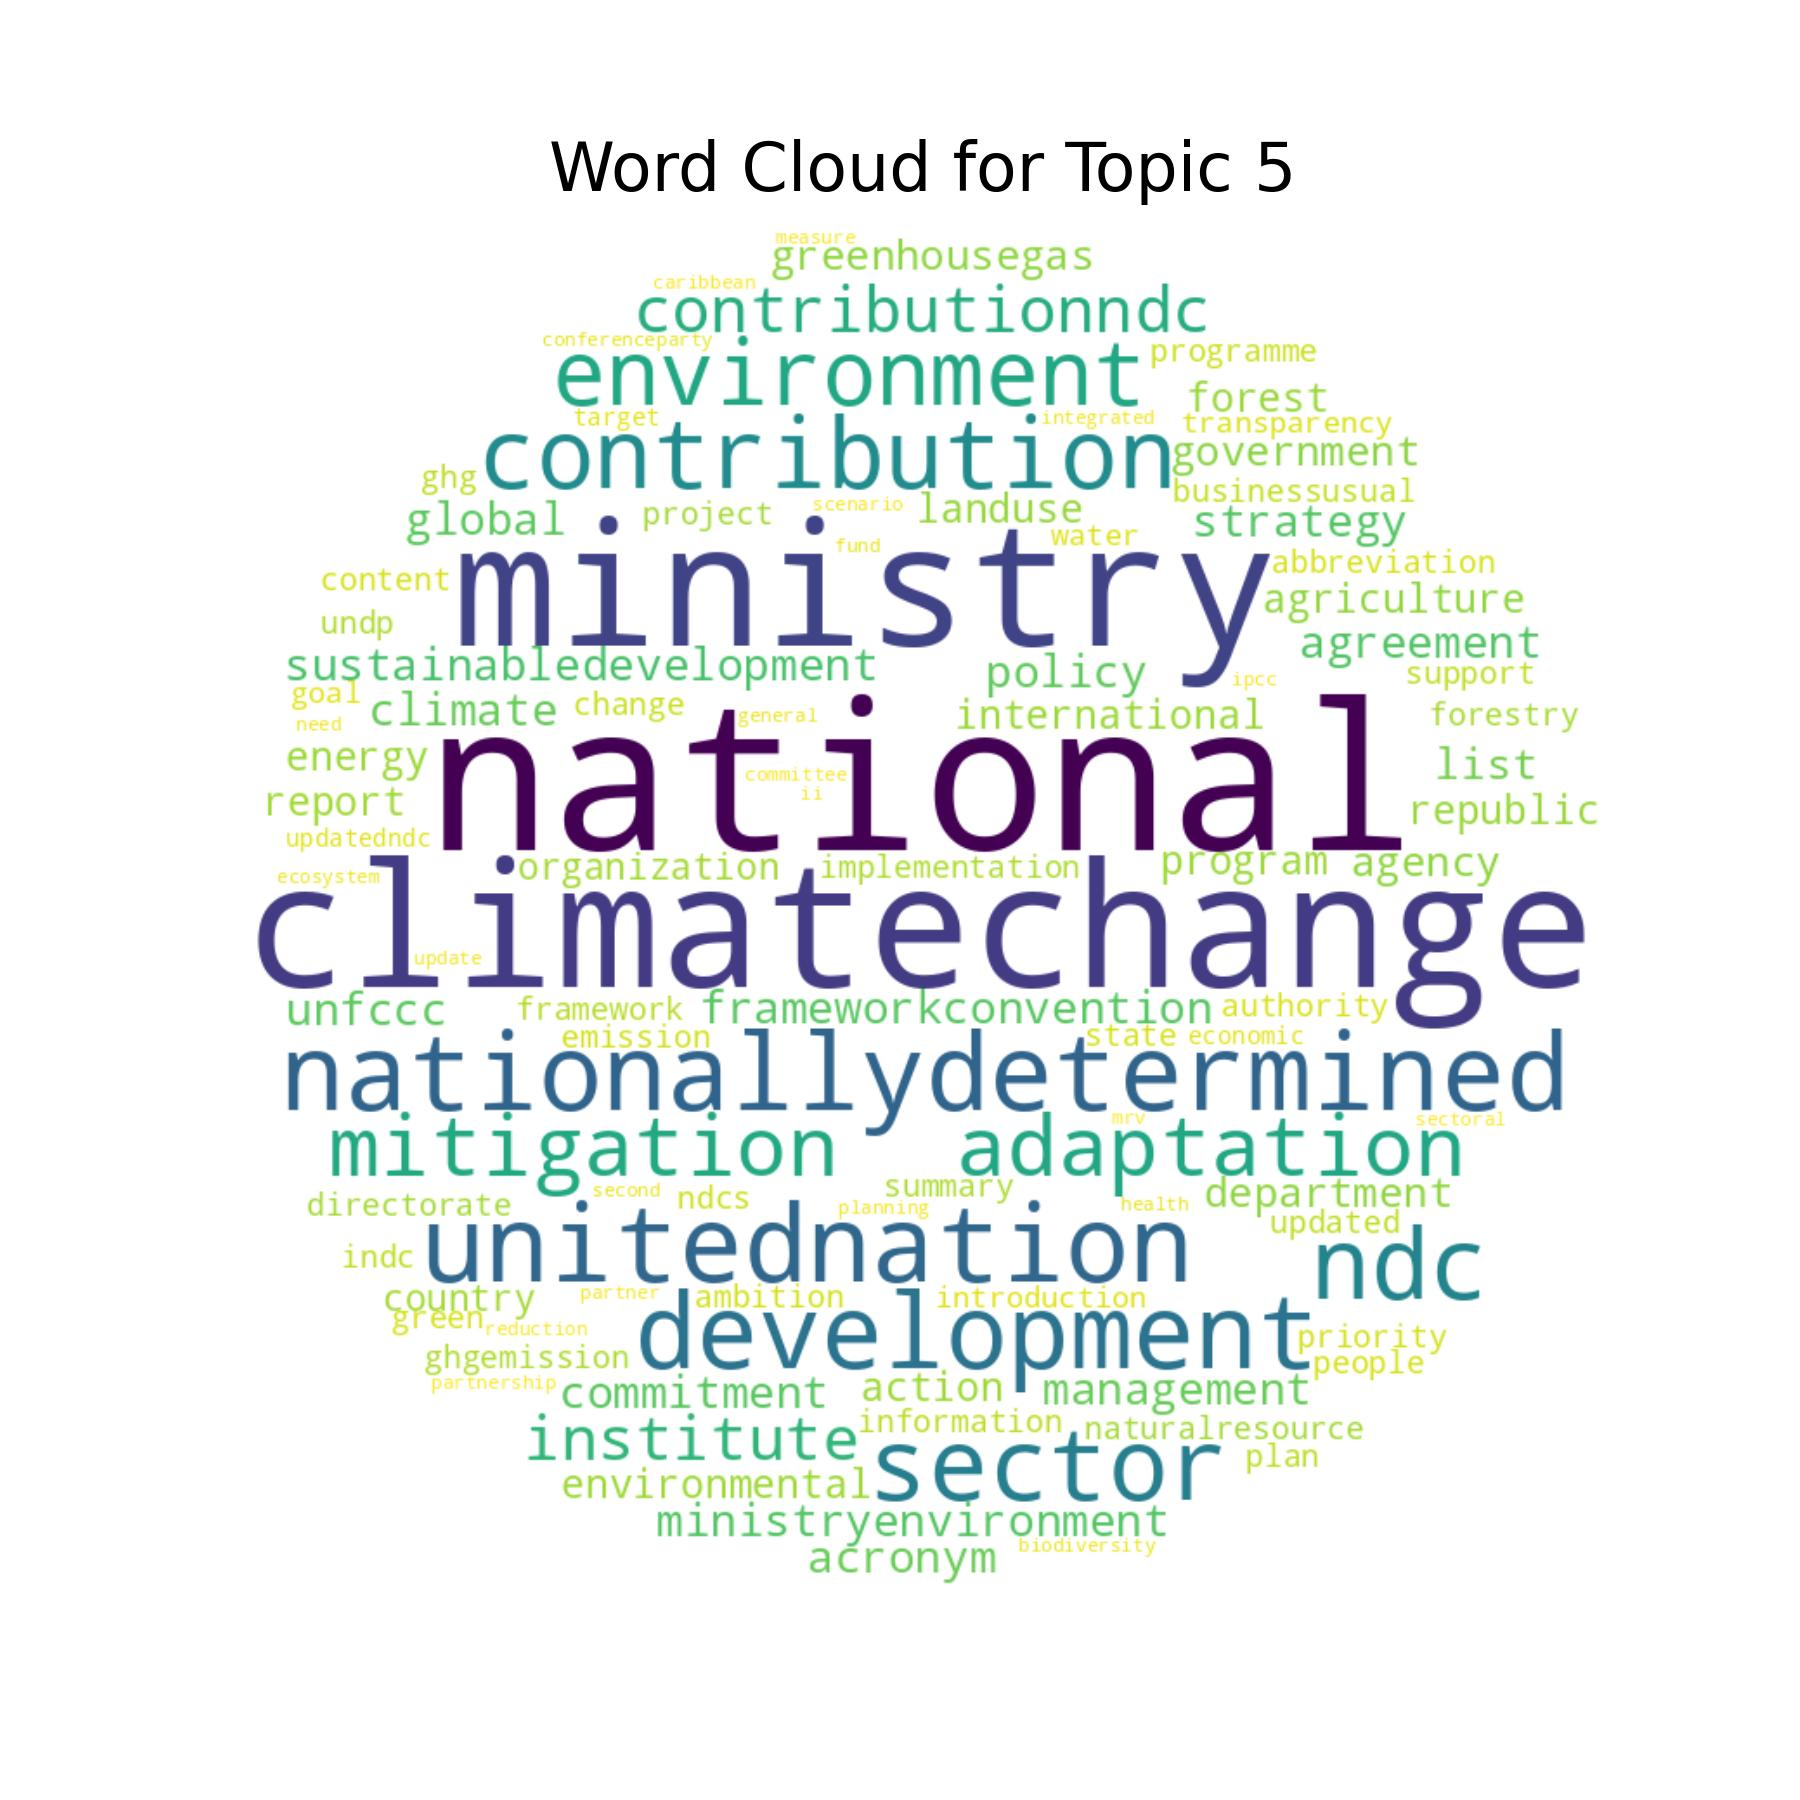 Word Cloud for Topic 5
measure
greenhousegas
caribbean
contributionndc
conferenceparty
environment programme
forest
target integrated transparency
contribution government
ghg businessusual
global project scenario landuse strategy
fund water
ministry abbreviation
content agriculture
undp agreement
sustainabledevelopment policy ipcc support
goal climate change general international forestry
need
energy national list
committee
ii
report republic
updatedndc
organization implementation program agency
ecosystem
climatechange
update
unfccc framework frameworkconvention authority
emission state economic
nationallydetermined
mrv sectoral
mitigation adaptation
directorate second ndcs summary planning health department
updated
unitednation ndc
indc
country partner ambition introduction
green reduction development priority
ghgemission people
partnership commitment action management
institute information naturalresource
sector plan
environmental
ministryenvironment
acronym biodiversity